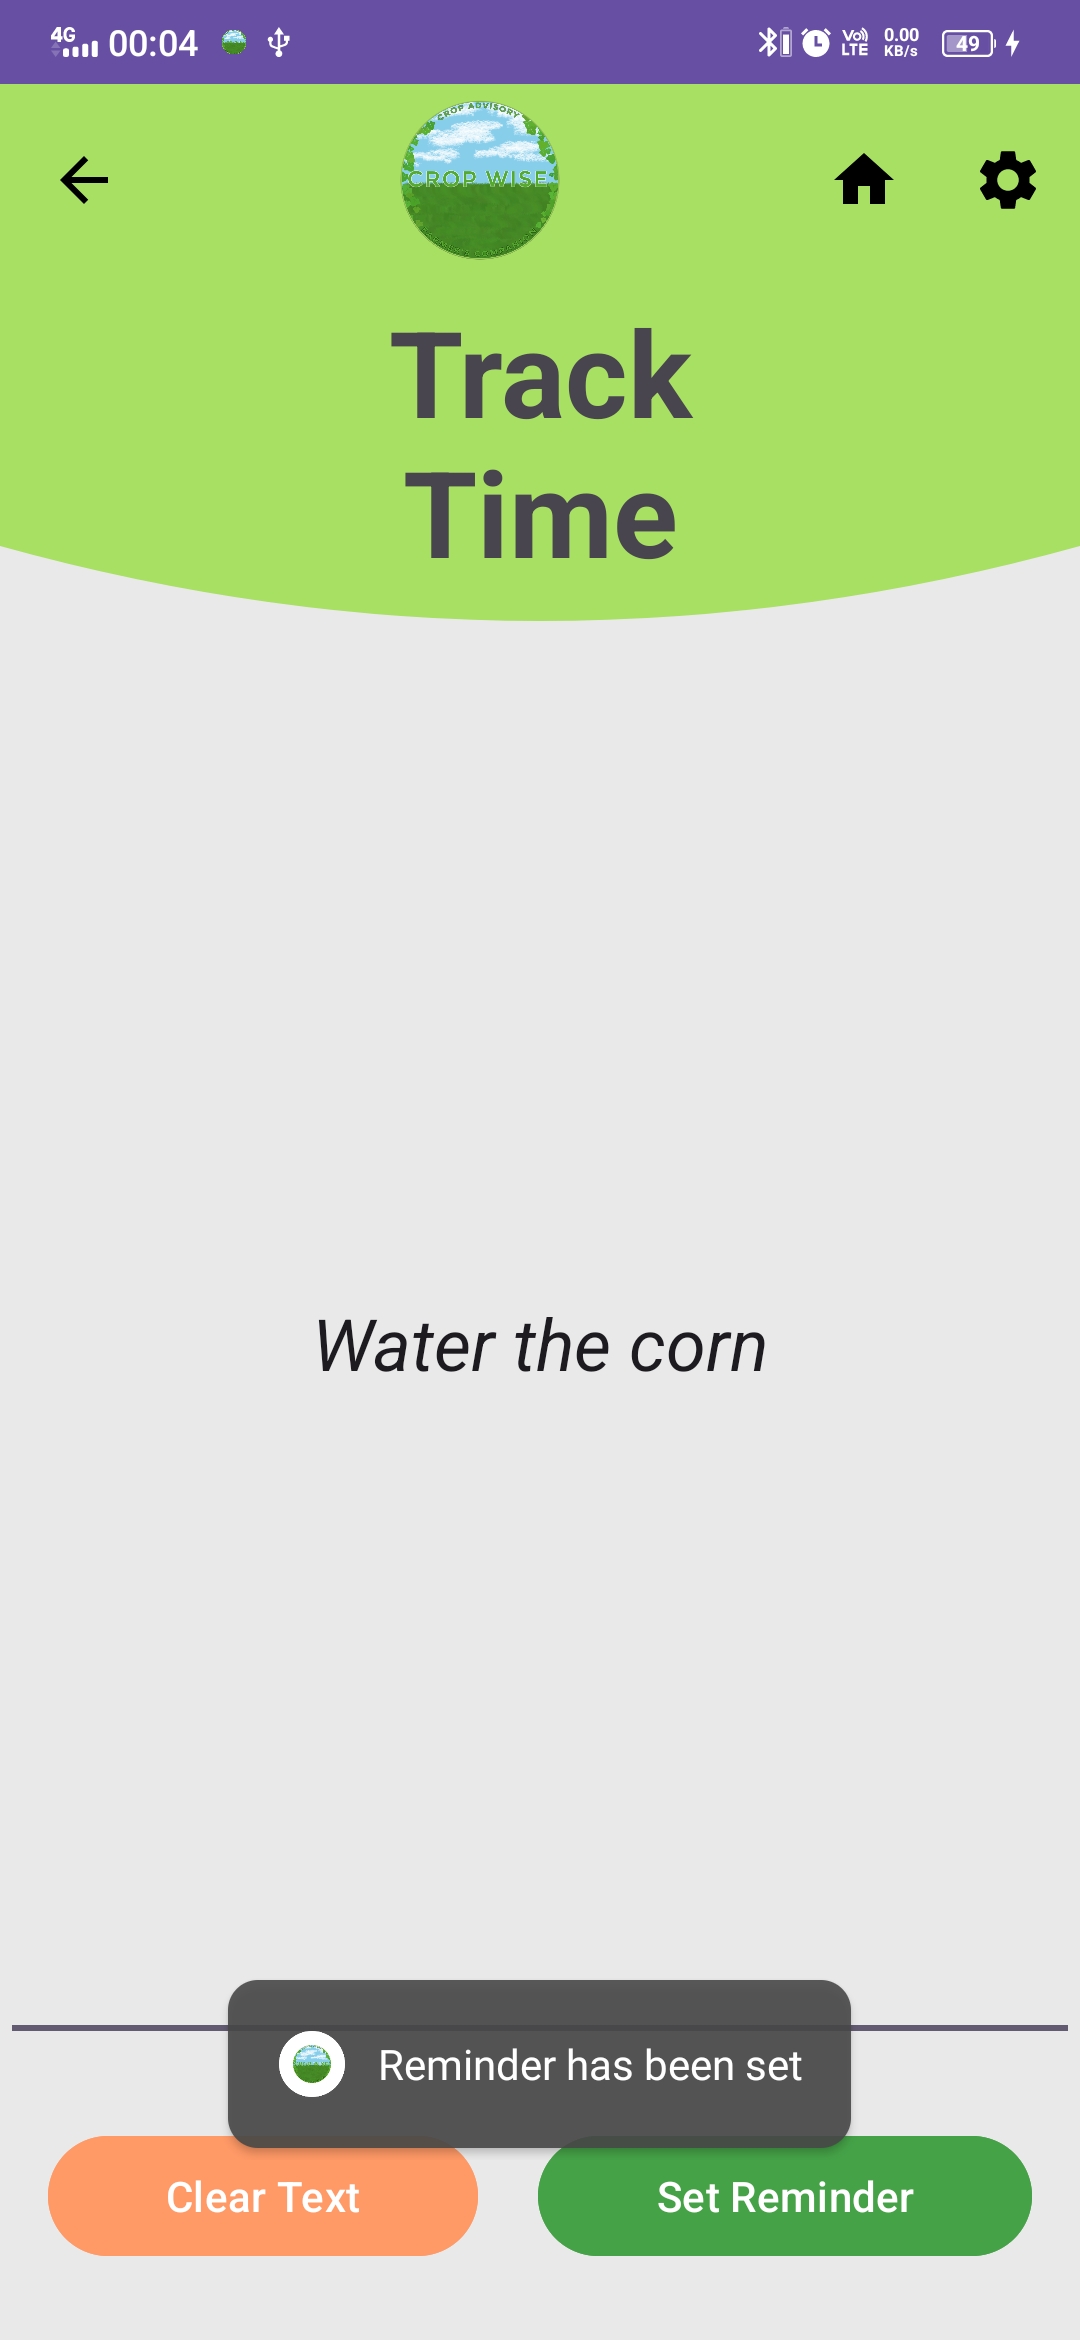 4G 00:04 Vo) LTE 0.00 KB/s 49
CROP ADVISORY
CROP WISE
Track
Time
Water the corn
Reminder has been set
Clear Text Set Reminder